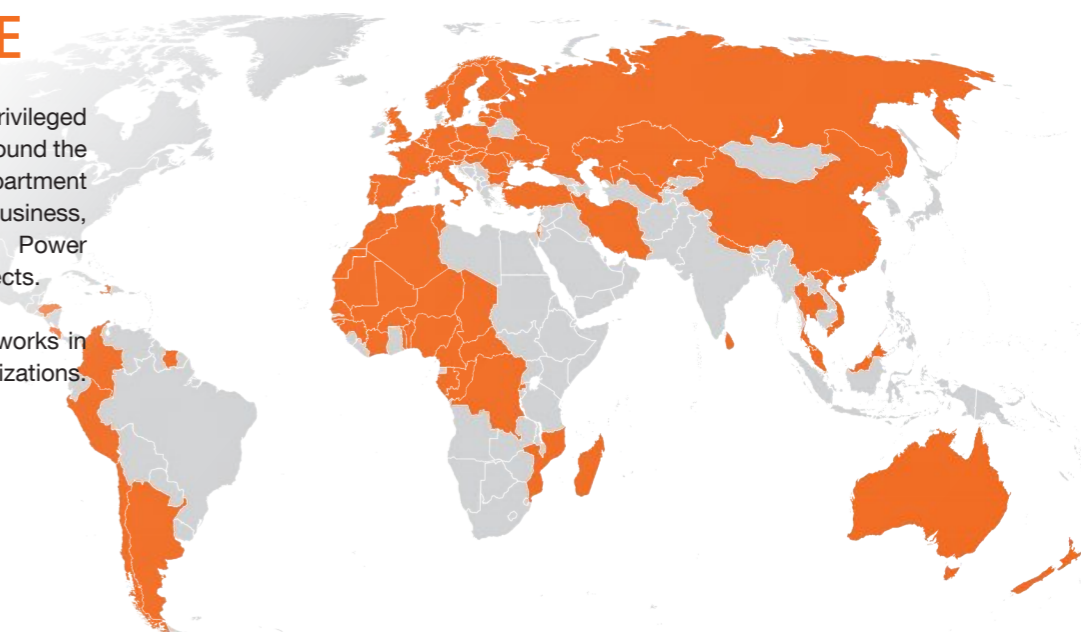 E
rivileged
ound the
partment
usiness,
Power
ects.
works in
izations.